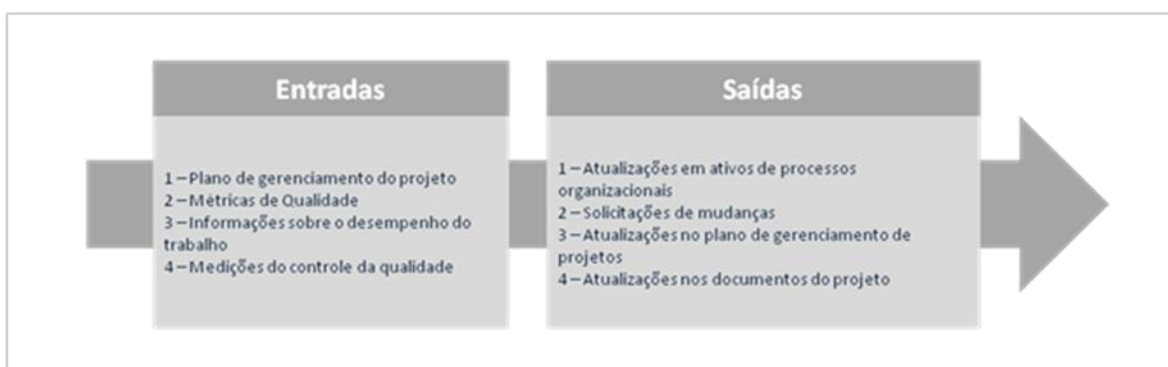 Entradas
1 – Plano de gerenciamento do projeto
2 – Métricas de Qualidade
3 – Informações sobre o desempenho do
trabalho
4 – Medições do controle da qualidade
Saídas
1 – Atualizações em ativos de processos
organizacionais
2 – Solicitações de mudanças
3 – Atualizações no plano de gerenciamento de
projetos
4 – Atualizações nos documentos do projeto